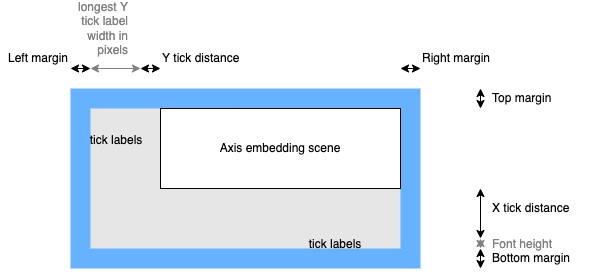 longest Y
tick label
width in
pixels
Left margin
Y tick distance
Right margin
Top margin
tick labels
Axis embedding scene
X tick distance
tick labels
Font height
Bottom margin